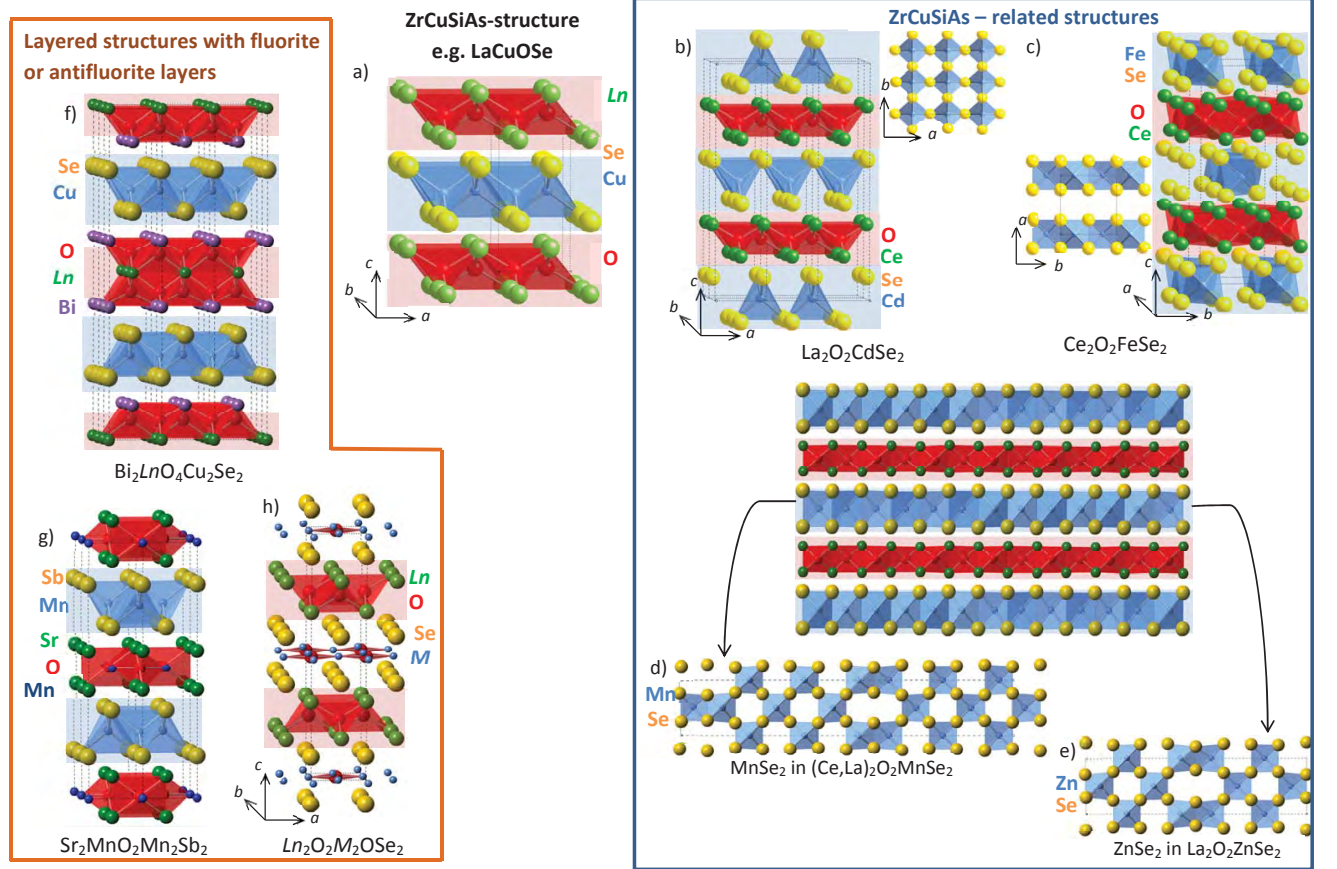 Layered structures with fluorite
or antifluorite layers
f)
Se
Cu
O
Ln
Bi
Bi2LnO4Cu2Se2
g)
Sb
Mn
Sr
O
Mn
Sr2MnO2Mn2Sb2
h)
Ln
O
Se
M
c
b
a
Ln2O2M2OSe2
ZrCuSiAs-structure
e.g. LaCuOSe
a)
Ln
Se
Cu
O
c
b
a
ZrCuSiAs – related structures
b)
b
a
O
Ce
Se
Cd
c
b
a
La2O2CdSe2
c)
Fe
Se
O
Ce
a
b
c
a
b
Ce2O2FeSe2
d)
Mn
Se
MnSe2 in (Ce,La)2O2MnSe2
e)
Zn
Se
ZnSe2 in La2O2ZnSe2